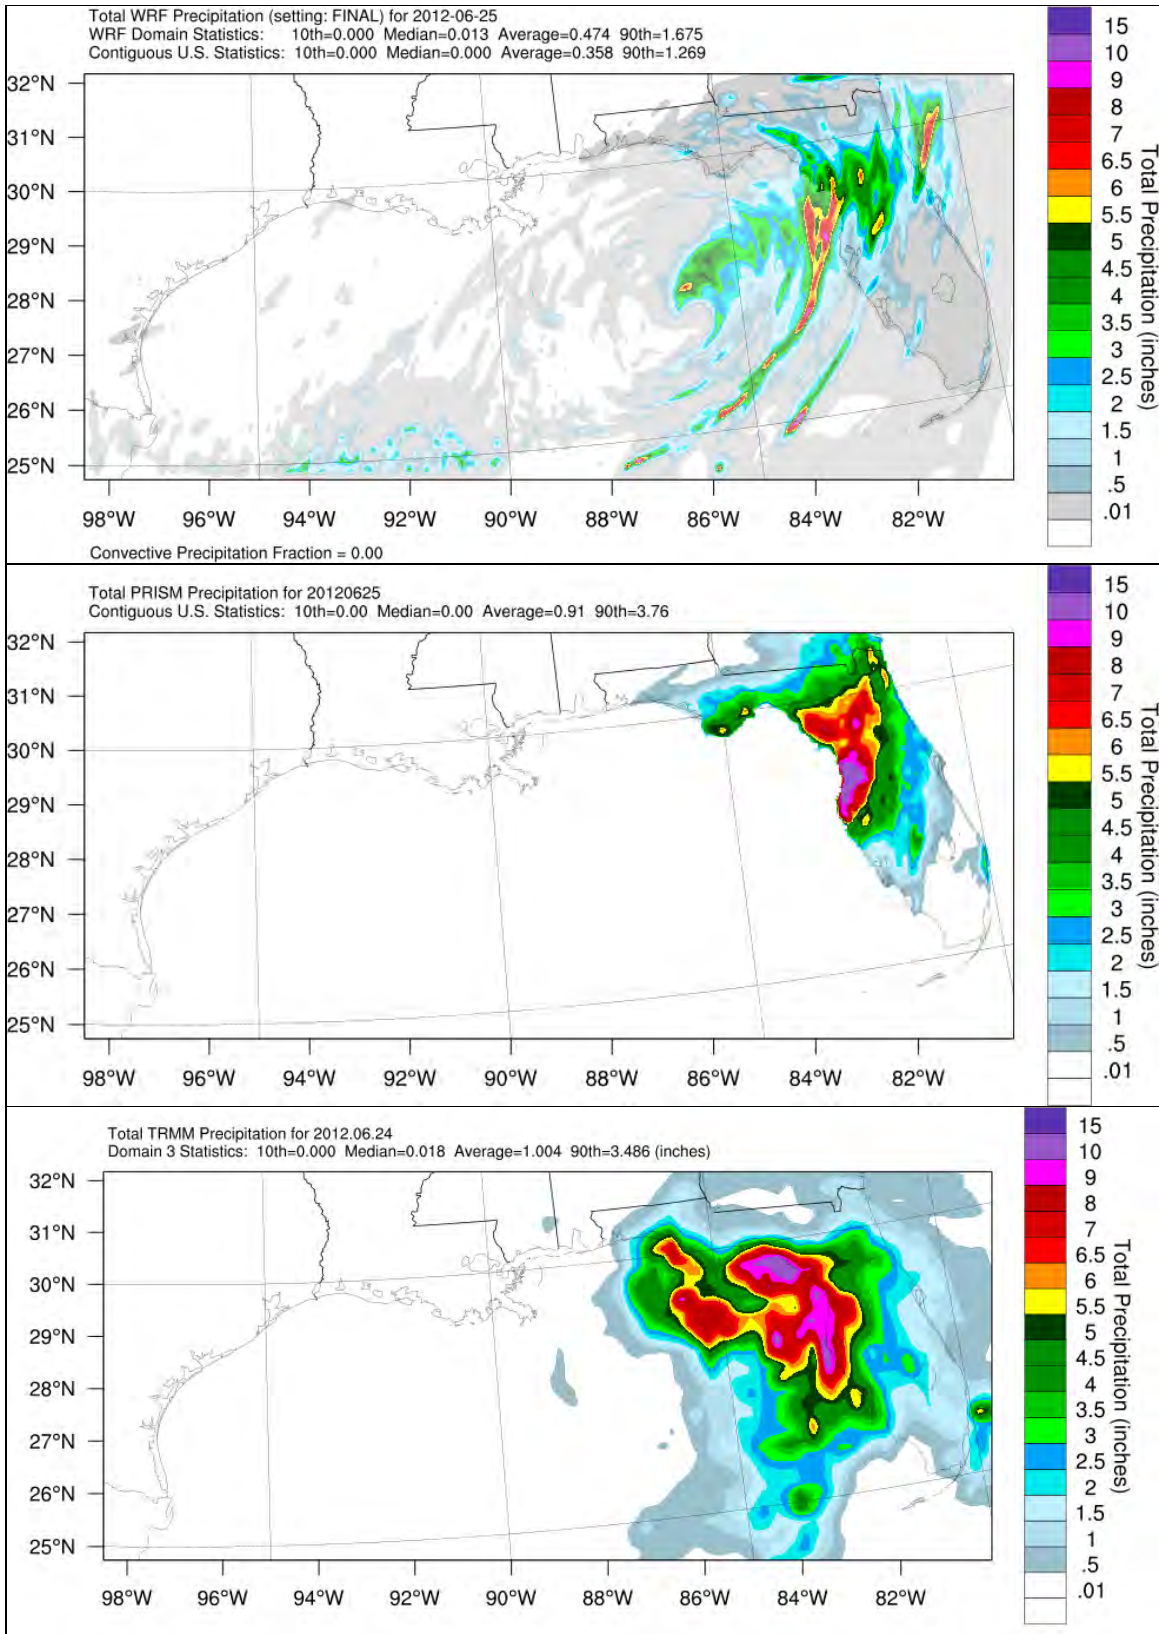 Total WRF Precipitation (setting: FINAL) for 2012-06-25
WRF Domain Statistics: 10th=0.000 Median=0.013 Average=0.474 90th=1.675
Contiguous U.S. Statistics: 10th=0.000 Median=0.000 Average=0.358 90th=1.269
32°N
31°N
30°N
29°N
28°N
27°N
26°N
25°N
98°W 96°W 94°W 92°W 90°W 88°W 86°W 84°W 82°W
Convective Precipitation Fraction = 0.00
15
10
9
8
7
6.5
6
5.5
5
4.5
4
3.5
3
2.5
2
1.5
1
.5
.01
Total Precipitation (inches)
Total PRISM Precipitation for 20120625
Contiguous U.S. Statistics: 10th=0.00 Median=0.00 Average=0.91 90th=3.76
32°N
31°N
30°N
29°N
28°N
27°N
26°N
25°N
98°W 96°W 94°W 92°W 90°W 88°W 86°W 84°W 82°W
15
10
9
8
7
6.5
6
5.5
5
4.5
4
3.5
3
2.5
2
1.5
1
.5
.01
Total Precipitation (inches)
Total TRMM Precipitation for 2012.06.24
Domain 3 Statistics: 10th=0.000 Median=0.018 Average=1.004 90th=3.486 (inches)
32°N
31°N
30°N
29°N
28°N
27°N
26°N
25°N
98°W 96°W 94°W 92°W 90°W 88°W 86°W 84°W 82°W
15
10
9
8
7
6.5
6
5.5
5
4.5
4
3.5
3
2.5
2
1.5
1
.5
.01
Total Precipitation (inches)